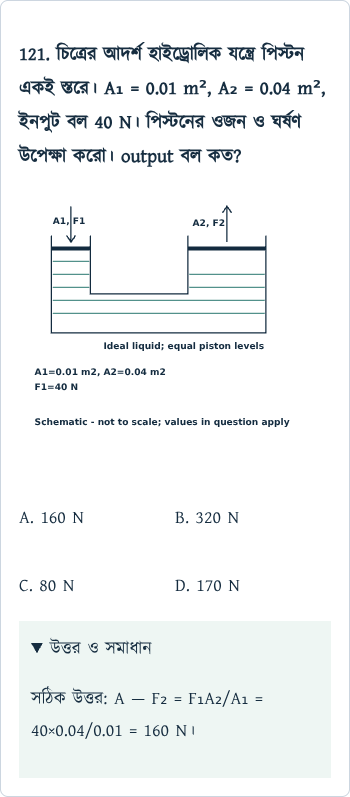 121. চিত্রের আদর্শ হাইড্রোলিক যন্ত্রে পিস্টন
একই স্তরে। A₁ = 0.01 m², A₂ = 0.04 m²,
ইনপুট বল 40 N। পিস্টনের ওজন ও ঘর্ষণ
উপেক্ষা করো। output বল কত?
A1, F1
A2, F2
Ideal liquid; equal piston levels
A1=0.01 m2, A2=0.04 m2
F1=40 N
Schematic - not to scale; values in question apply
A. 160 N
B. 320 N
C. 80 N
D. 170 N
▼ উত্তর ও সমাধান
সঠিক উত্তর: A — F₂ = F₁A₂/A₁ =
40×0.04/0.01 = 160 N।